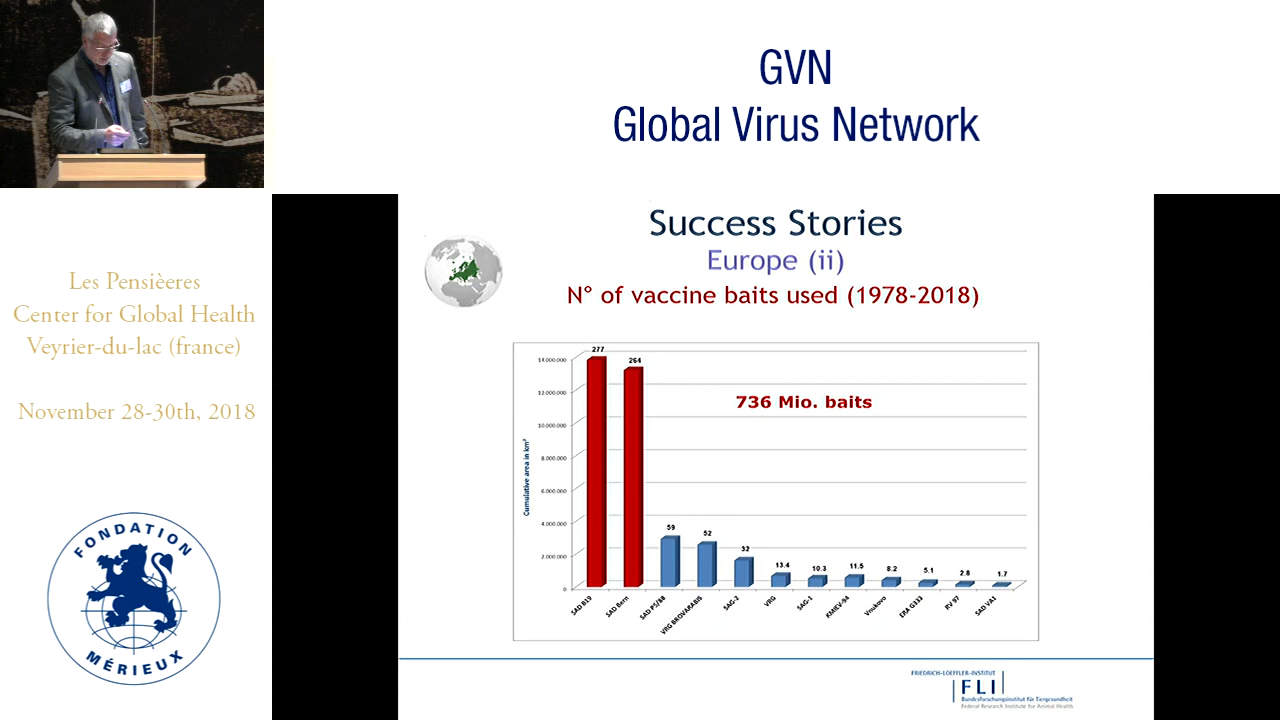 GVN
Global Virus Network
Les Pensièeres
Center for Global Health
Veyrier-du-lac (france)
November 28-30th, 2018
FONDATION
MÉRIEUX
Success Stories
Europe (ii)
N° of vaccine baits used (1978-2018)
736 Mio. baits
Cumulative area in km²
14.000.000
12.000.000
10.000.000
8.000.000
6.000.000
4.000.000
2.000.000
0
277
264
59
52
32
13.4
10.3
11.5
8.2
5.1
2.8
1.7
SAD B19
SAD Bern
SAD P5/88
VRG BROVARABIS
SAG-2
VRG
SAG-1
KMIEV-94
Vnukovo
ERA G333
RV 97
SAD VA1
FRIEDRICH-LOEFFLER-INSTITUT
FLI
Bundesforschungsinstitut für Tiergesundheit
Federal Research Institute for Animal Health